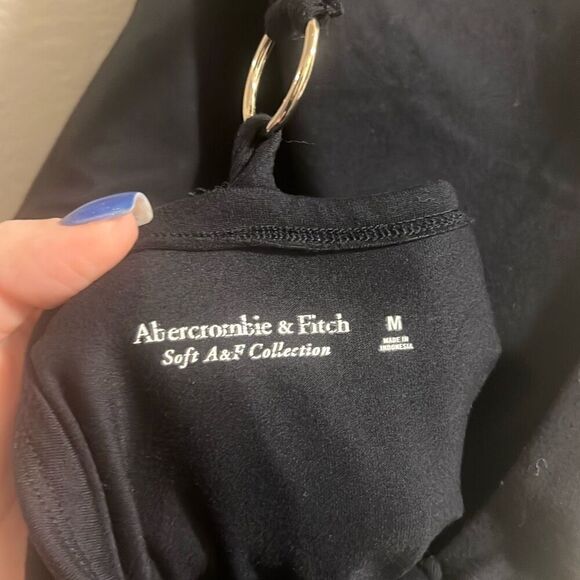 Abercrombie & Fitch
Soft A&F Collection
M
MADE IN
INDONESIA